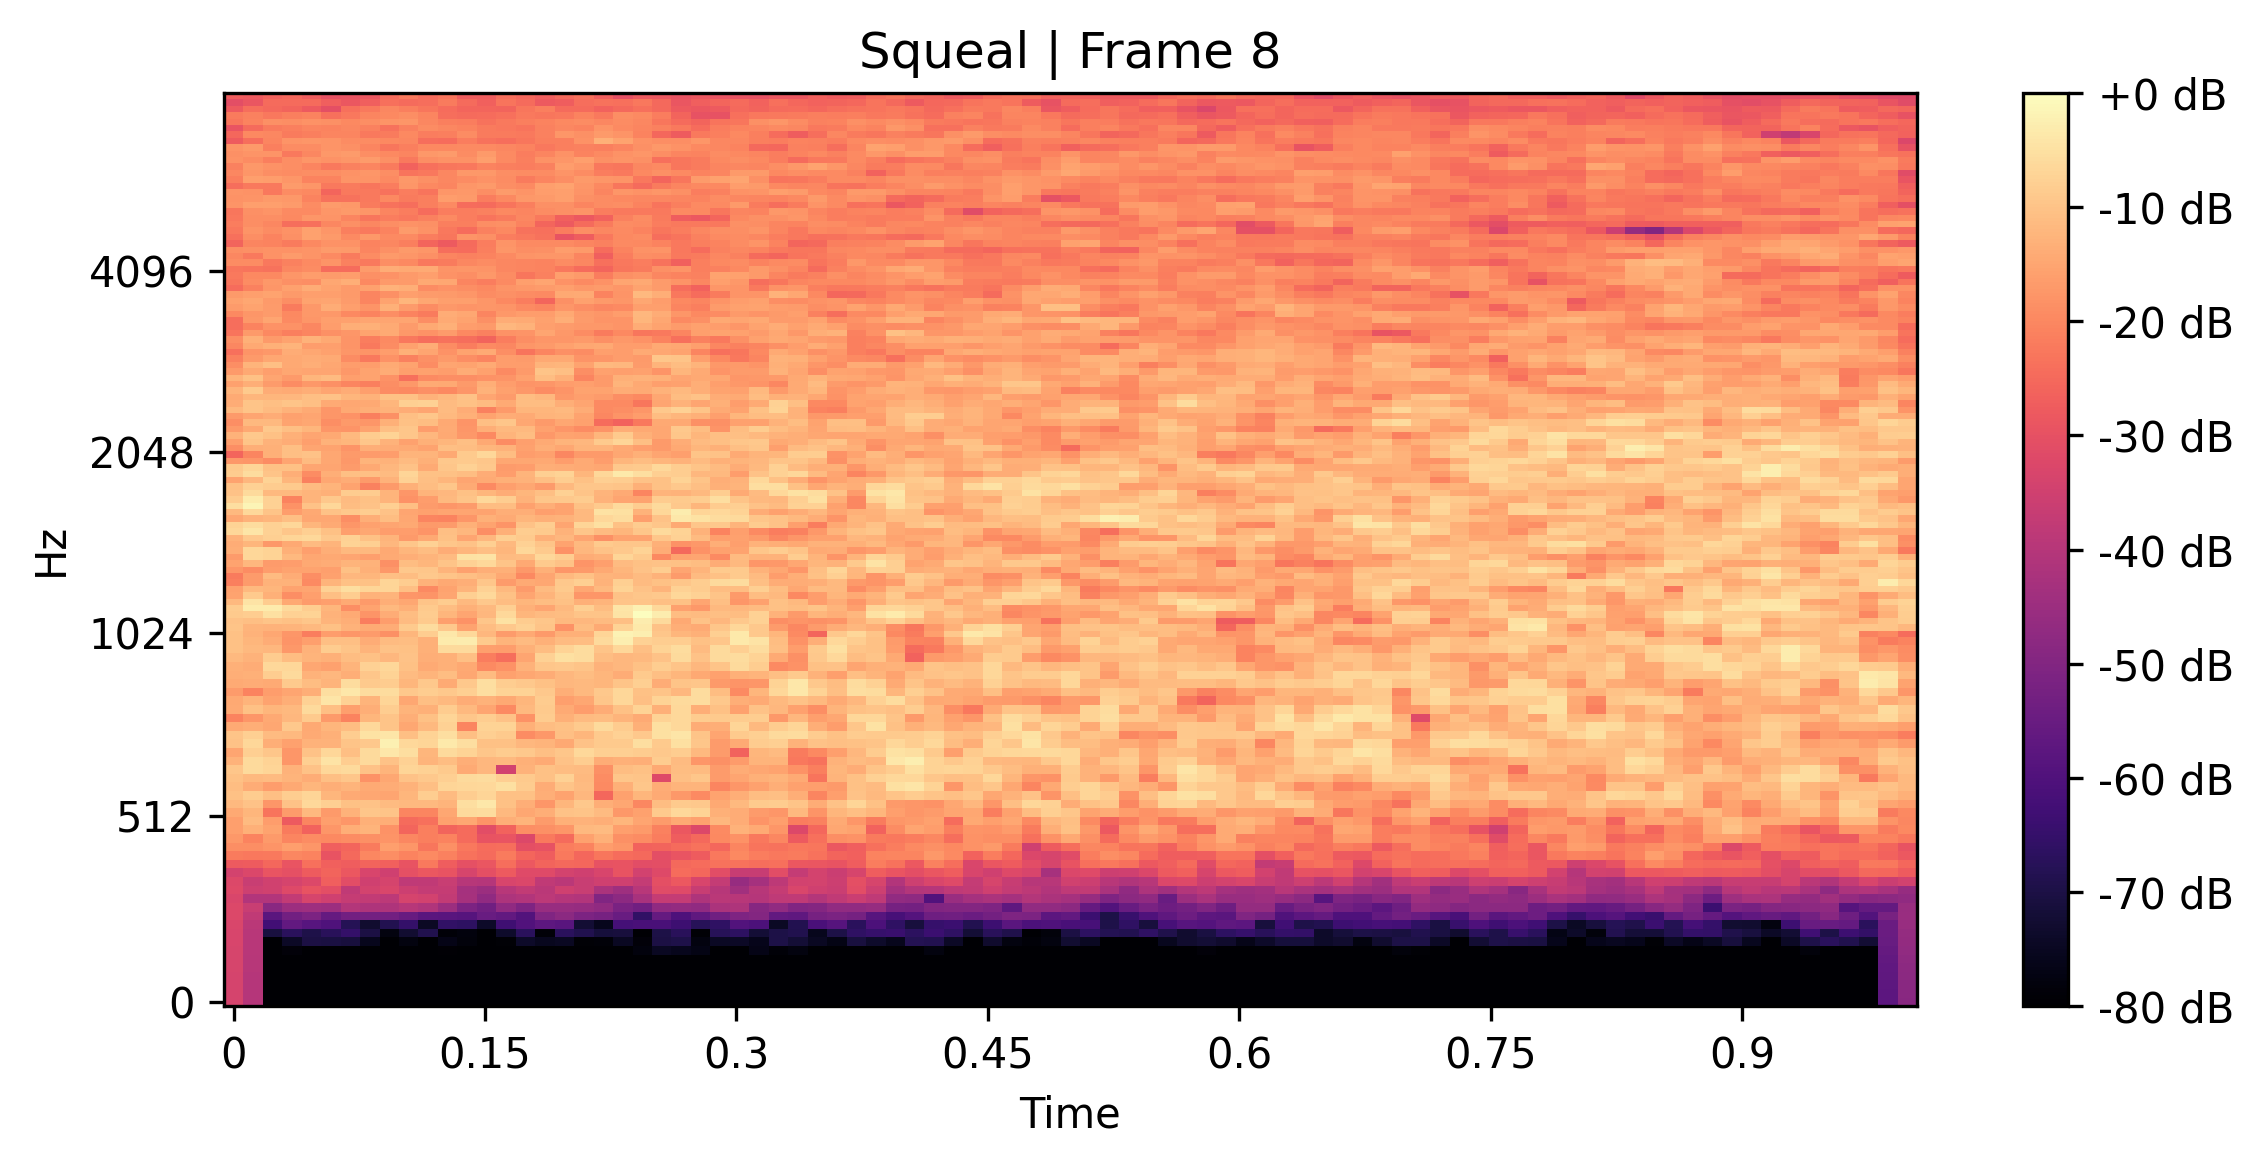 Squeal | Frame 8
+0 dB
-10 dB
-20 dB
-30 dB
-40 dB
-50 dB
-60 dB
-70 dB
-80 dB
Hz
4096
2048
1024
512
0
0 0.15 0.3 0.45 0.6 0.75 0.9
Time